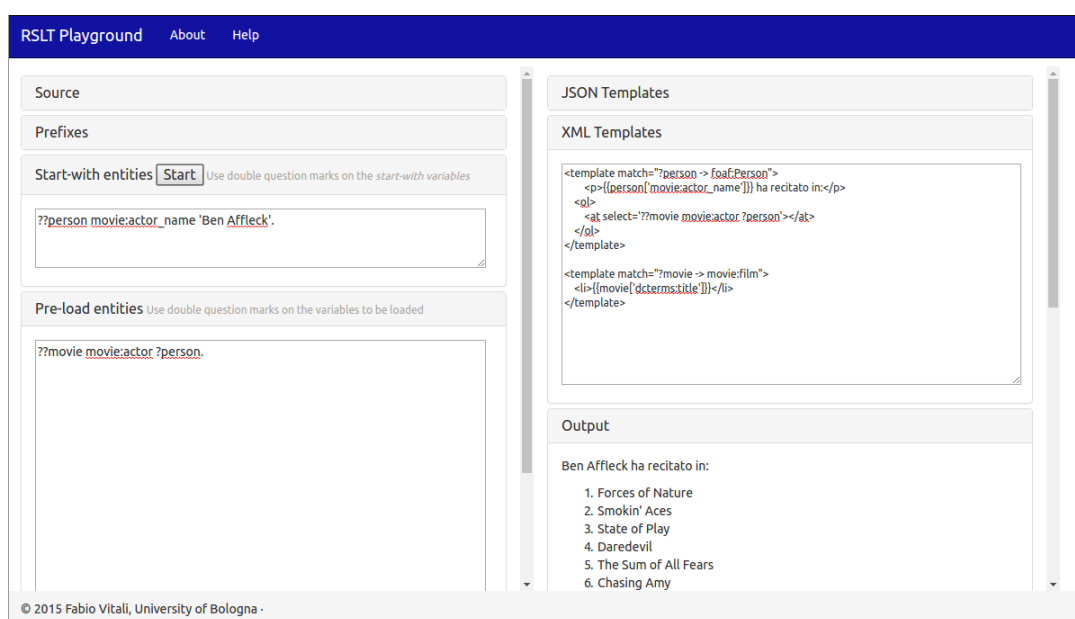 RSLT Playground About Help
Source
Prefixes
Start-with entities Start Use double question marks on the start-with variables
??person movie:actor_name 'Ben Affleck'.
Pre-load entities Use double question marks on the variables to be loaded
??movie movie:actor ?person.
JSON Templates
XML Templates
<template match="?person -> foaf:Person">
<p>{{person['movie:actor_name']}} ha recitato in:</p>
<ol>
<at select='??movie movie:actor ?person'></at>
</ol>
</template>
<template match="?movie -> movie:film">
<li>{{movie['dcterms:title']}}</li>
</template>
Output
Ben Affleck ha recitato in:
1. Forces of Nature
2. Smokin' Aces
3. State of Play
4. Daredevil
5. The Sum of All Fears
6. Chasing Amy
© 2015 Fabio Vitali, University of Bologna ·